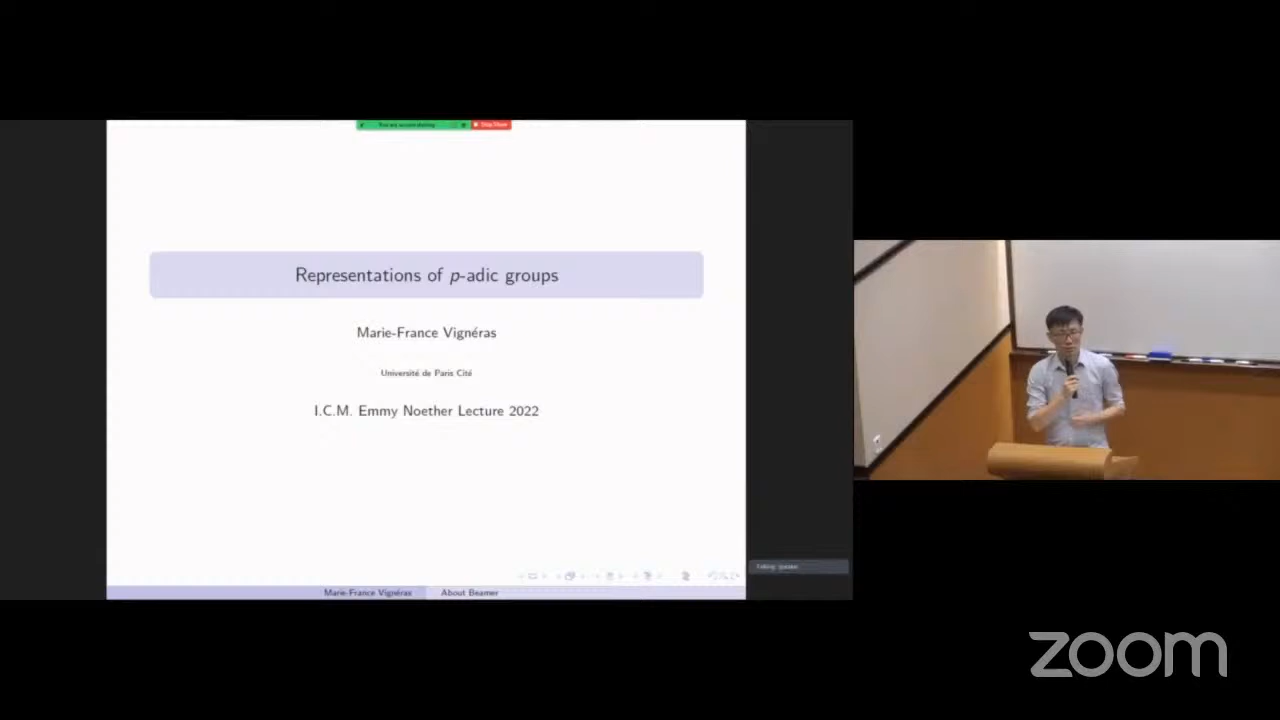 Representations of p-adic groups
Marie-France Vignéras
Université de Paris Cité
I.C.M. Emmy Noether Lecture 2022
Marie-France Vignéras About Beamer
zoom